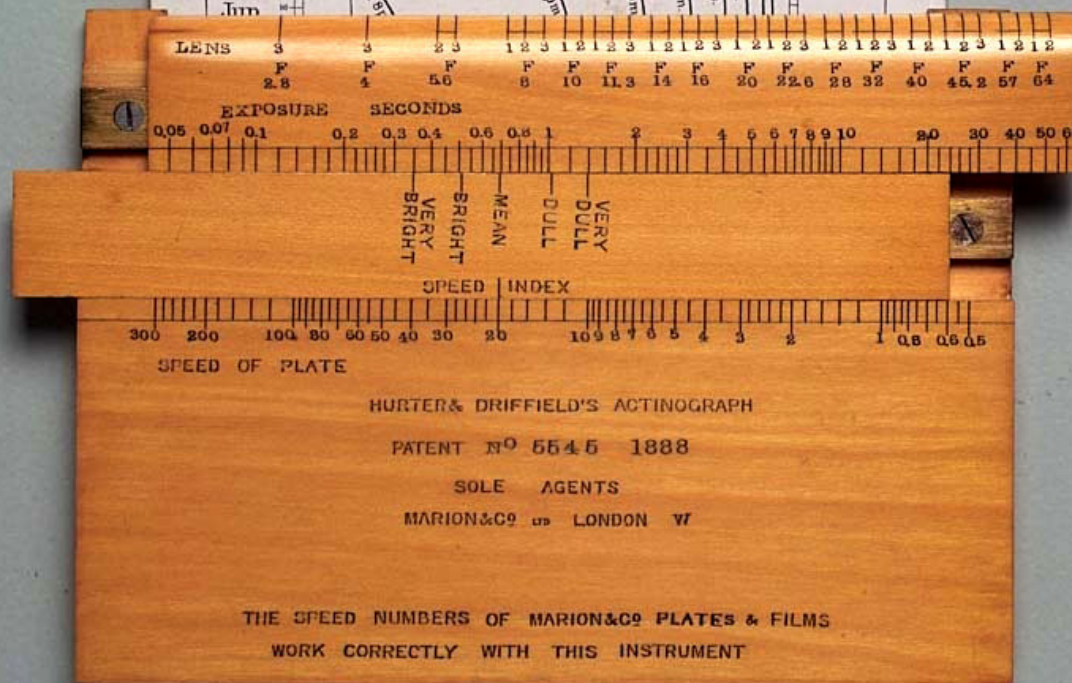 Jun
LENS 3 3 2 3 1 2 3 1 2 1 2 3 1 2 1 2 3 1 2 3 1 2 3 1 2 1 2 3 1 2 1 2 3 1 2 1 2
F F F F F F F F F F F F F F F F F
2.8 4 5.6 8 10 11.3 14 16 20 22.6 28 32 40 45.2 57 64
EXPOSURE SECONDS
0,05 0,07 0,1 0,2 0,3 0,4 0,6 0,8 1 2 3 4 5 6 7 8 9 10 20 30 40 50 6
VERY BRIGHT
BRIGHT
MEAN
DULL
VERY DULL
SPEED INDEX
300 200 100 80 60 50 40 30 20 10 9 8 7 6 5 4 3 2 1 0,8 0,6 0,5
SPEED OF PLATE
HURTER & DRIFFIELD'S ACTINOGRAPH
PATENT Nº 5545 1888
SOLE AGENTS
MARION & Cº LTD LONDON W
THE SPEED NUMBERS OF MARION & Cº PLATES & FILMS
WORK CORRECTLY WITH THIS INSTRUMENT